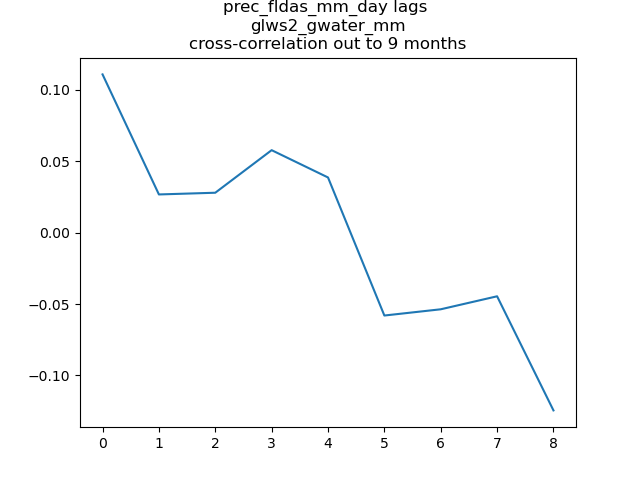 prec_fldas_mm_day lags
glws2_gwater_mm
cross-correlation out to 9 months
0.10
0.05
0.00
−0.05
−0.10
0 1 2 3 4 5 6 7 8